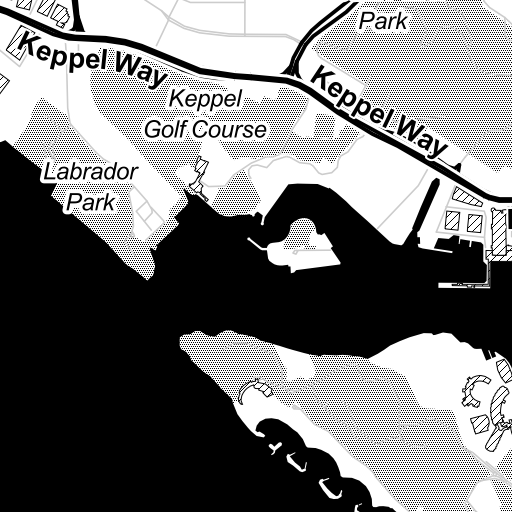 Park
Keppel Way
Keppel Way
Keppel
Golf Course
Labrador
Park